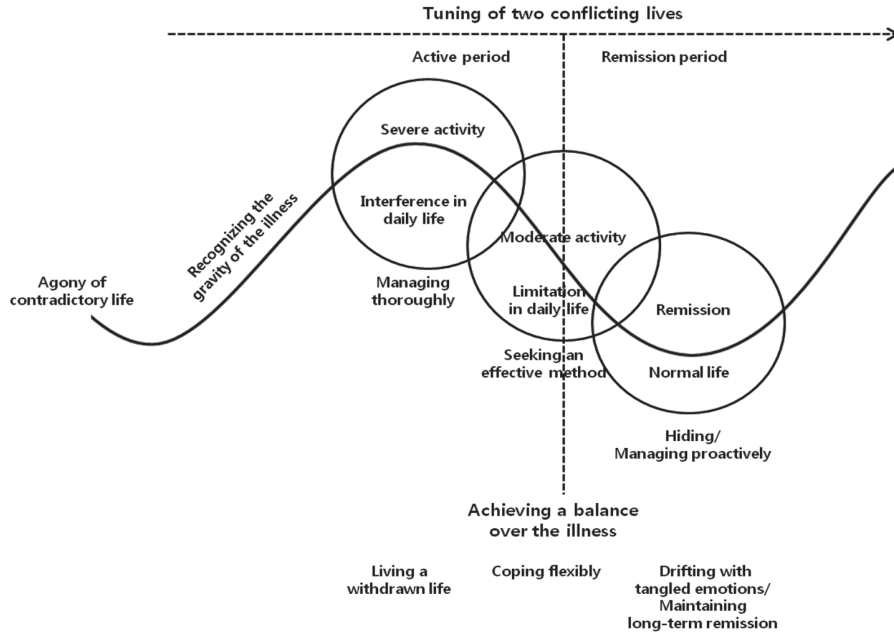 Tuning of two conflicting lives
Active period
Remission period
Severe activity
Interference in
daily life
Recognizing the
gravity of the illness
Moderate activity
Agony of
contradictory life
Managing
thoroughly
Limitation
in daily life
Remission
Seeking an
effective method
Normal life
Hiding/
Managing proactively
Achieving a balance
over the illness
Living a
withdrawn life
Coping flexibly
Drifting with
tangled emotions/
Maintaining
long-term remission